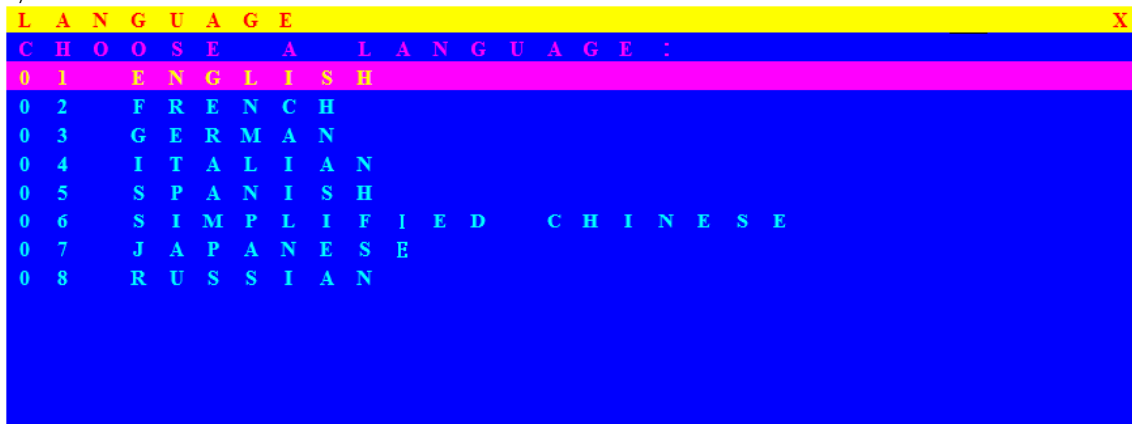 LANGUAGE X
CHOOSE A LANGUAGE:
01 ENGLISH
02 FRENCH
03 GERMAN
04 ITALIAN
05 SPANISH
06 SIMPLIFIED CHINESE
07 JAPANESE
08 RUSSIAN